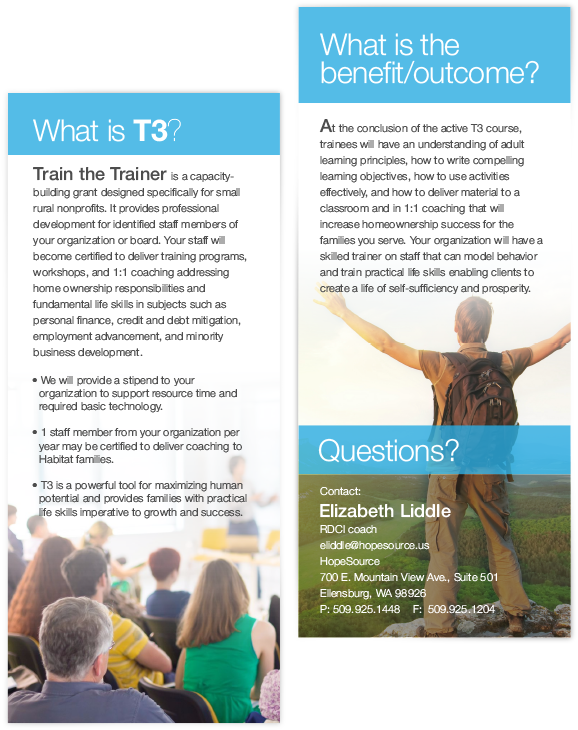 What is T3?
Train the Trainer is a capacity-
building grant designed specifically for small
rural nonprofits. It provides professional
development for identified staff members of
your organization or board. Your staff will
become certified to deliver training programs,
workshops, and 1:1 coaching addressing
home ownership responsibilities and
fundamental life skills in subjects such as
personal finance, credit and debt mitigation,
employment advancement, and minority
business development.
• We will provide a stipend to your
organization to support resource time and
required basic technology.
• 1 staff member from your organization per
year may be certified to deliver coaching to
Habitat families.
• T3 is a powerful tool for maximizing human
potential and provides families with practical
life skills imperative to growth and success.
What is the
benefit/outcome?
At the conclusion of the active T3 course,
trainees will have an understanding of adult
learning principles, how to write compelling
learning objectives, how to use activities
effectively, and how to deliver material to a
classroom and in 1:1 coaching that will
increase homeownership success for the
families you serve. Your organization will have a
skilled trainer on staff that can model behavior
and train practical life skills enabling clients to
create a life of self-sufficiency and prosperity.
Questions?
Contact:
Elizabeth Liddle
RDCI coach
eliddle@hopesource.us
HopeSource
700 E. Mountain View Ave., Suite 501
Ellensburg, WA 98926
P: 509.925.1448 F: 509.925.1204